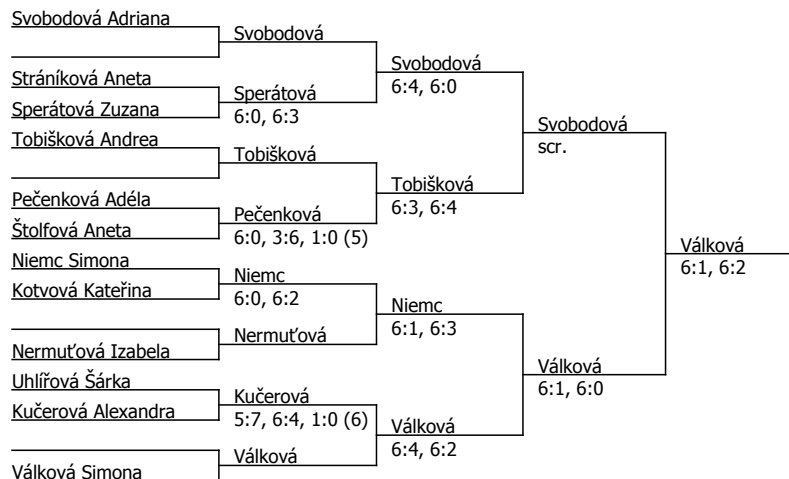 Svobodová Adriana
Svobodová
Svobodová
6:4, 6:0
Stráníková Aneta
Sperátová
6:0, 6:3
Sperátová Zuzana
Svobodová
scr.
Tobišková Andrea
Tobišková
Tobišková
6:3, 6:4
Pečenková Adéla
Pečenková
6:0, 3:6, 1:0 (5)
Štolfová Aneta
Válková
6:1, 6:2
Niemc Simona
Niemc
6:0, 6:2
Kotvová Kateřina
Niemc
6:1, 6:3
Nermuťová
Nermuťová Izabela
Válková
6:1, 6:0
Uhlířová Šárka
Kučerová
5:7, 6:4, 1:0 (6)
Kučerová Alexandra
Válková
6:4, 6:2
Válková
Válková Simona